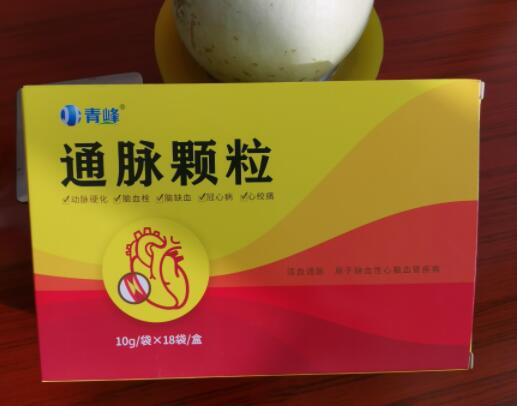 青峰®
通脉颗粒
✓动脉硬化 ✓脑血栓 ✓脑缺血 ✓冠心病 ✓心绞痛
活血通脉 用于缺血性心脑血管疾病
10g/袋×18袋/盒